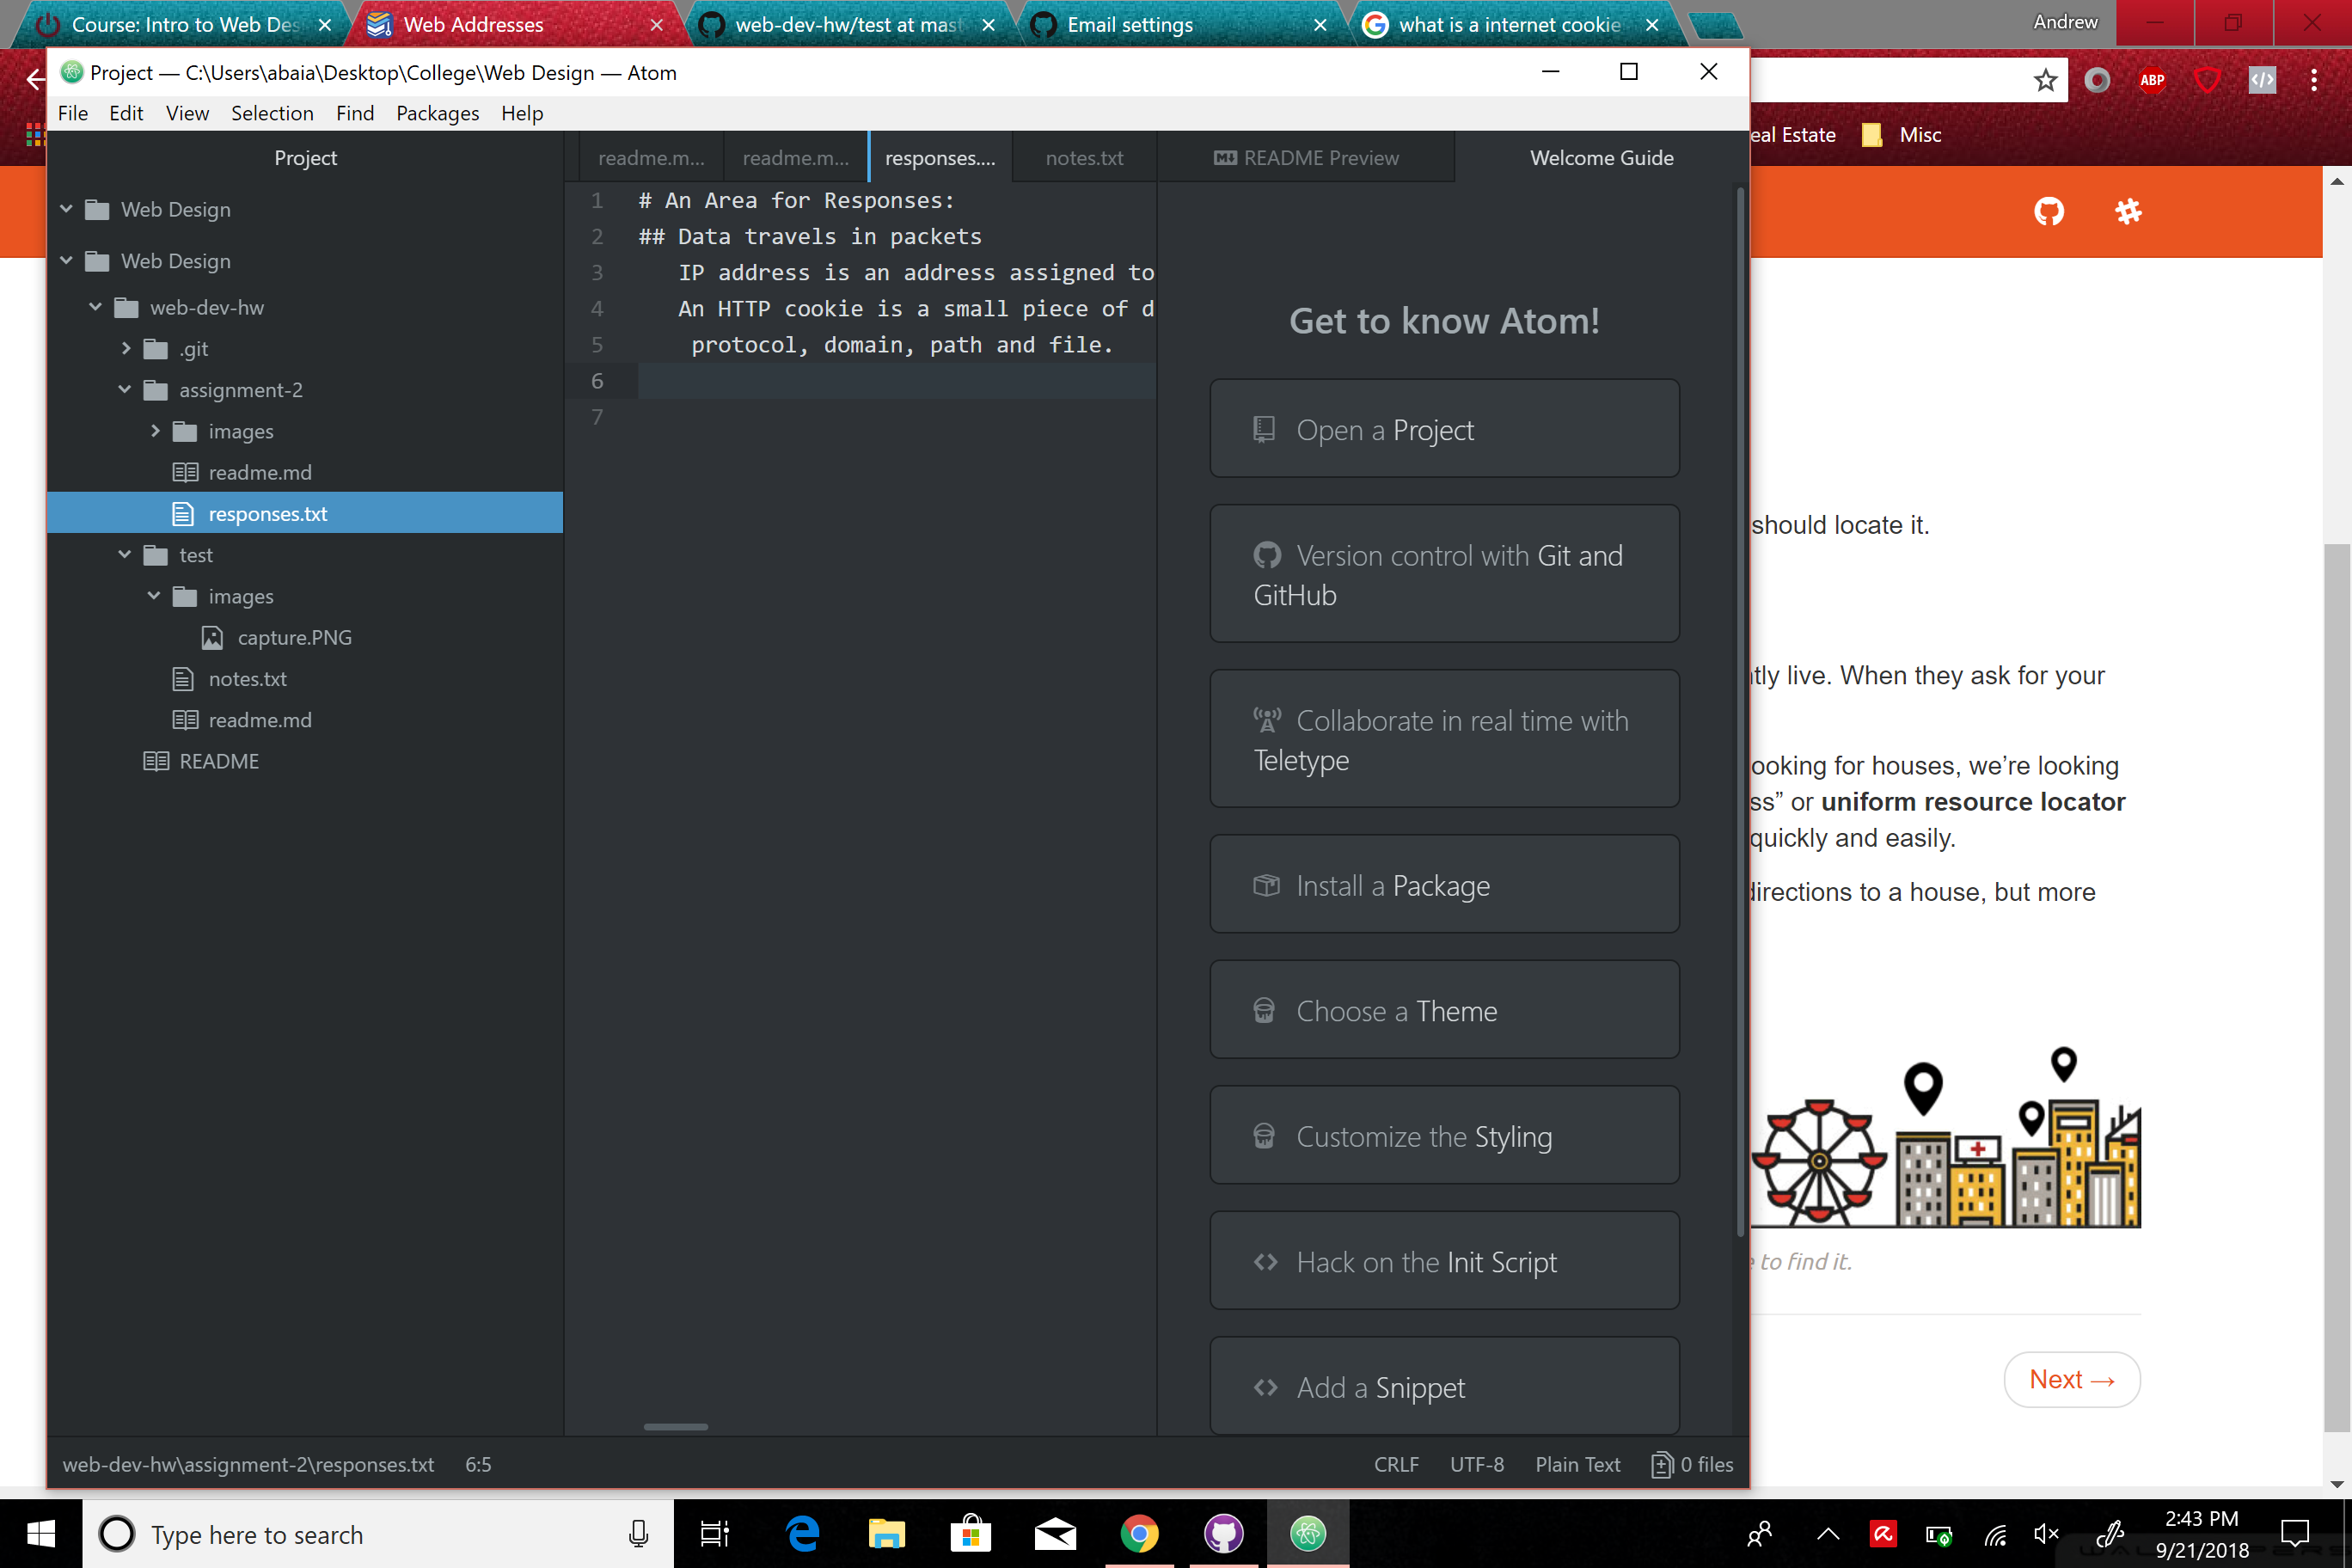 Course: Intro to Web Des
Web Addresses
web-dev-hw/test at mast
Email settings
what is a internet cookie
Andrew
Project — C:\Users\abaia\Desktop\College\Web Design — Atom
ABP
File Edit View Selection Find Packages Help
eal Estate
Misc
Project
readme.m...
readme.m...
responses....
notes.txt
README Preview
Welcome Guide
Web Design
Web Design
web-dev-hw
.git
assignment-2
images
readme.md
responses.txt
test
images
capture.PNG
notes.txt
readme.md
README
1 # An Area for Responses:
2 ## Data travels in packets
3 IP address is an address assigned to
4 An HTTP cookie is a small piece of d
5 protocol, domain, path and file.
6
7
Get to know Atom!
Open a Project
Version control with Git and
GitHub
Collaborate in real time with
Teletype
Install a Package
Choose a Theme
Customize the Styling
Hack on the Init Script
Add a Snippet
should locate it.
tly live. When they ask for your
ooking for houses, we’re looking
ss” or uniform resource locator
quickly and easily.
directions to a house, but more
to find it.
Next →
web-dev-hw\assignment-2\responses.txt 6:5
CRLF UTF-8 Plain Text 0 files
Type here to search
2:43 PM
9/21/2018